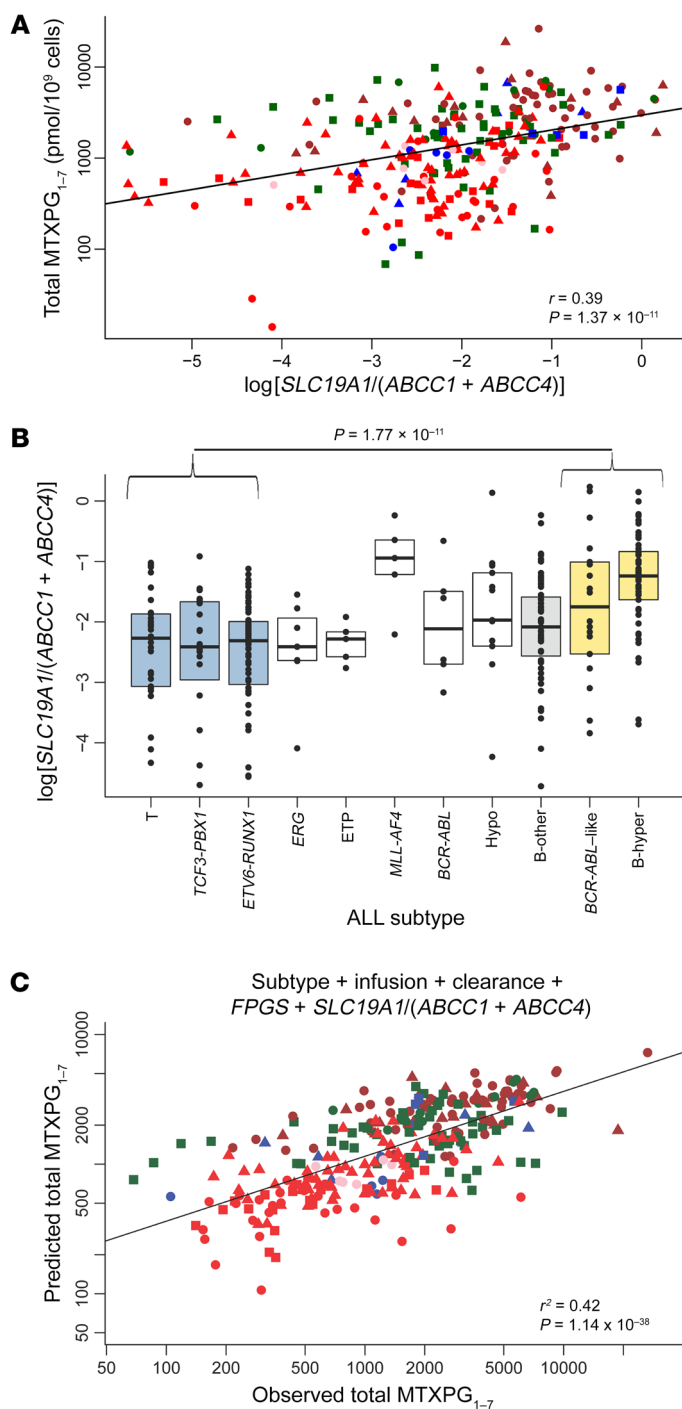 A
Total MTXPG1–7 (pmol/10^9 cells)
10000
1000
100
r = 0.39
P = 1.37 × 10^–11
−5 −4 −3 −2 −1 0
log[SLC19A1/(ABCC1 + ABCC4)]
B
P = 1.77 × 10^–11
log[SLC19A1/(ABCC1 + ABCC4)]
0
−1
−2
−3
−4
T
TCF3-PBX1
ETV6-RUNX1
ERG
ETP
MLL-AF4
BCR-ABL
Hypo
B-other
BCR-ABL–like
B-hyper
ALL subtype
C
Subtype + infusion + clearance +
FPGS + SLC19A1/(ABCC1 + ABCC4)
Predicted total MTXPG1–7
10000
2000
500
100
50
r^2 = 0.42
P = 1.14 x 10^–38
50 100 200 500 1000 2000 5000 10000
Observed total MTXPG1–7